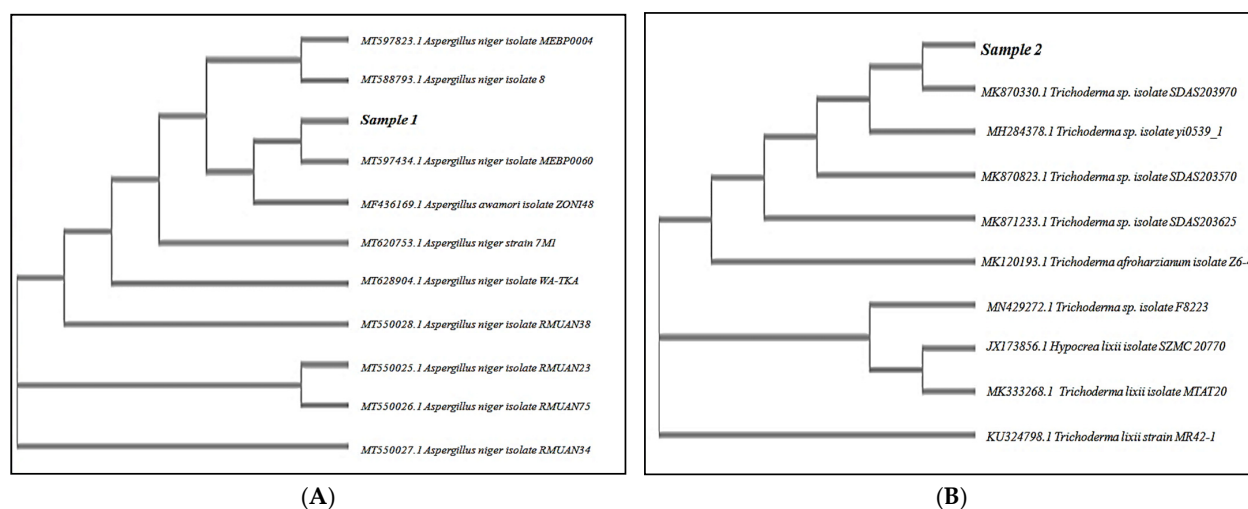 MT597823.1 Aspergillus niger isolate MEBP0004
MT588793.1 Aspergillus niger isolate 8
Sample 1
MT597434.1 Aspergillus niger isolate MEBP0060
MF436169.1 Aspergillus awamori isolate ZONI48
MT620753.1 Aspergillus niger strain 7MI
MT628904.1 Aspergillus niger isolate WA-TKA
MT550028.1 Aspergillus niger isolate RMUAN38
MT550025.1 Aspergillus niger isolate RMUAN23
MT550026.1 Aspergillus niger isolate RMUAN75
MT550027.1 Aspergillus niger isolate RMUAN34
(A)
Sample 2
MK870330.1 Trichoderma sp. isolate SDAS203970
MH284378.1 Trichoderma sp. isolate yi0539_1
MK870823.1 Trichoderma sp. isolate SDAS203570
MK871233.1 Trichoderma sp. isolate SDAS203625
MK120193.1 Trichoderma afroharzianum isolate Z6-4
MN429272.1 Trichoderma sp. isolate F8223
JX173856.1 Hypocrea lixii isolate SZMC 20770
MK333268.1 Trichoderma lixii isolate MTAT20
KU324798.1 Trichoderma lixii strain MR42-1
(B)